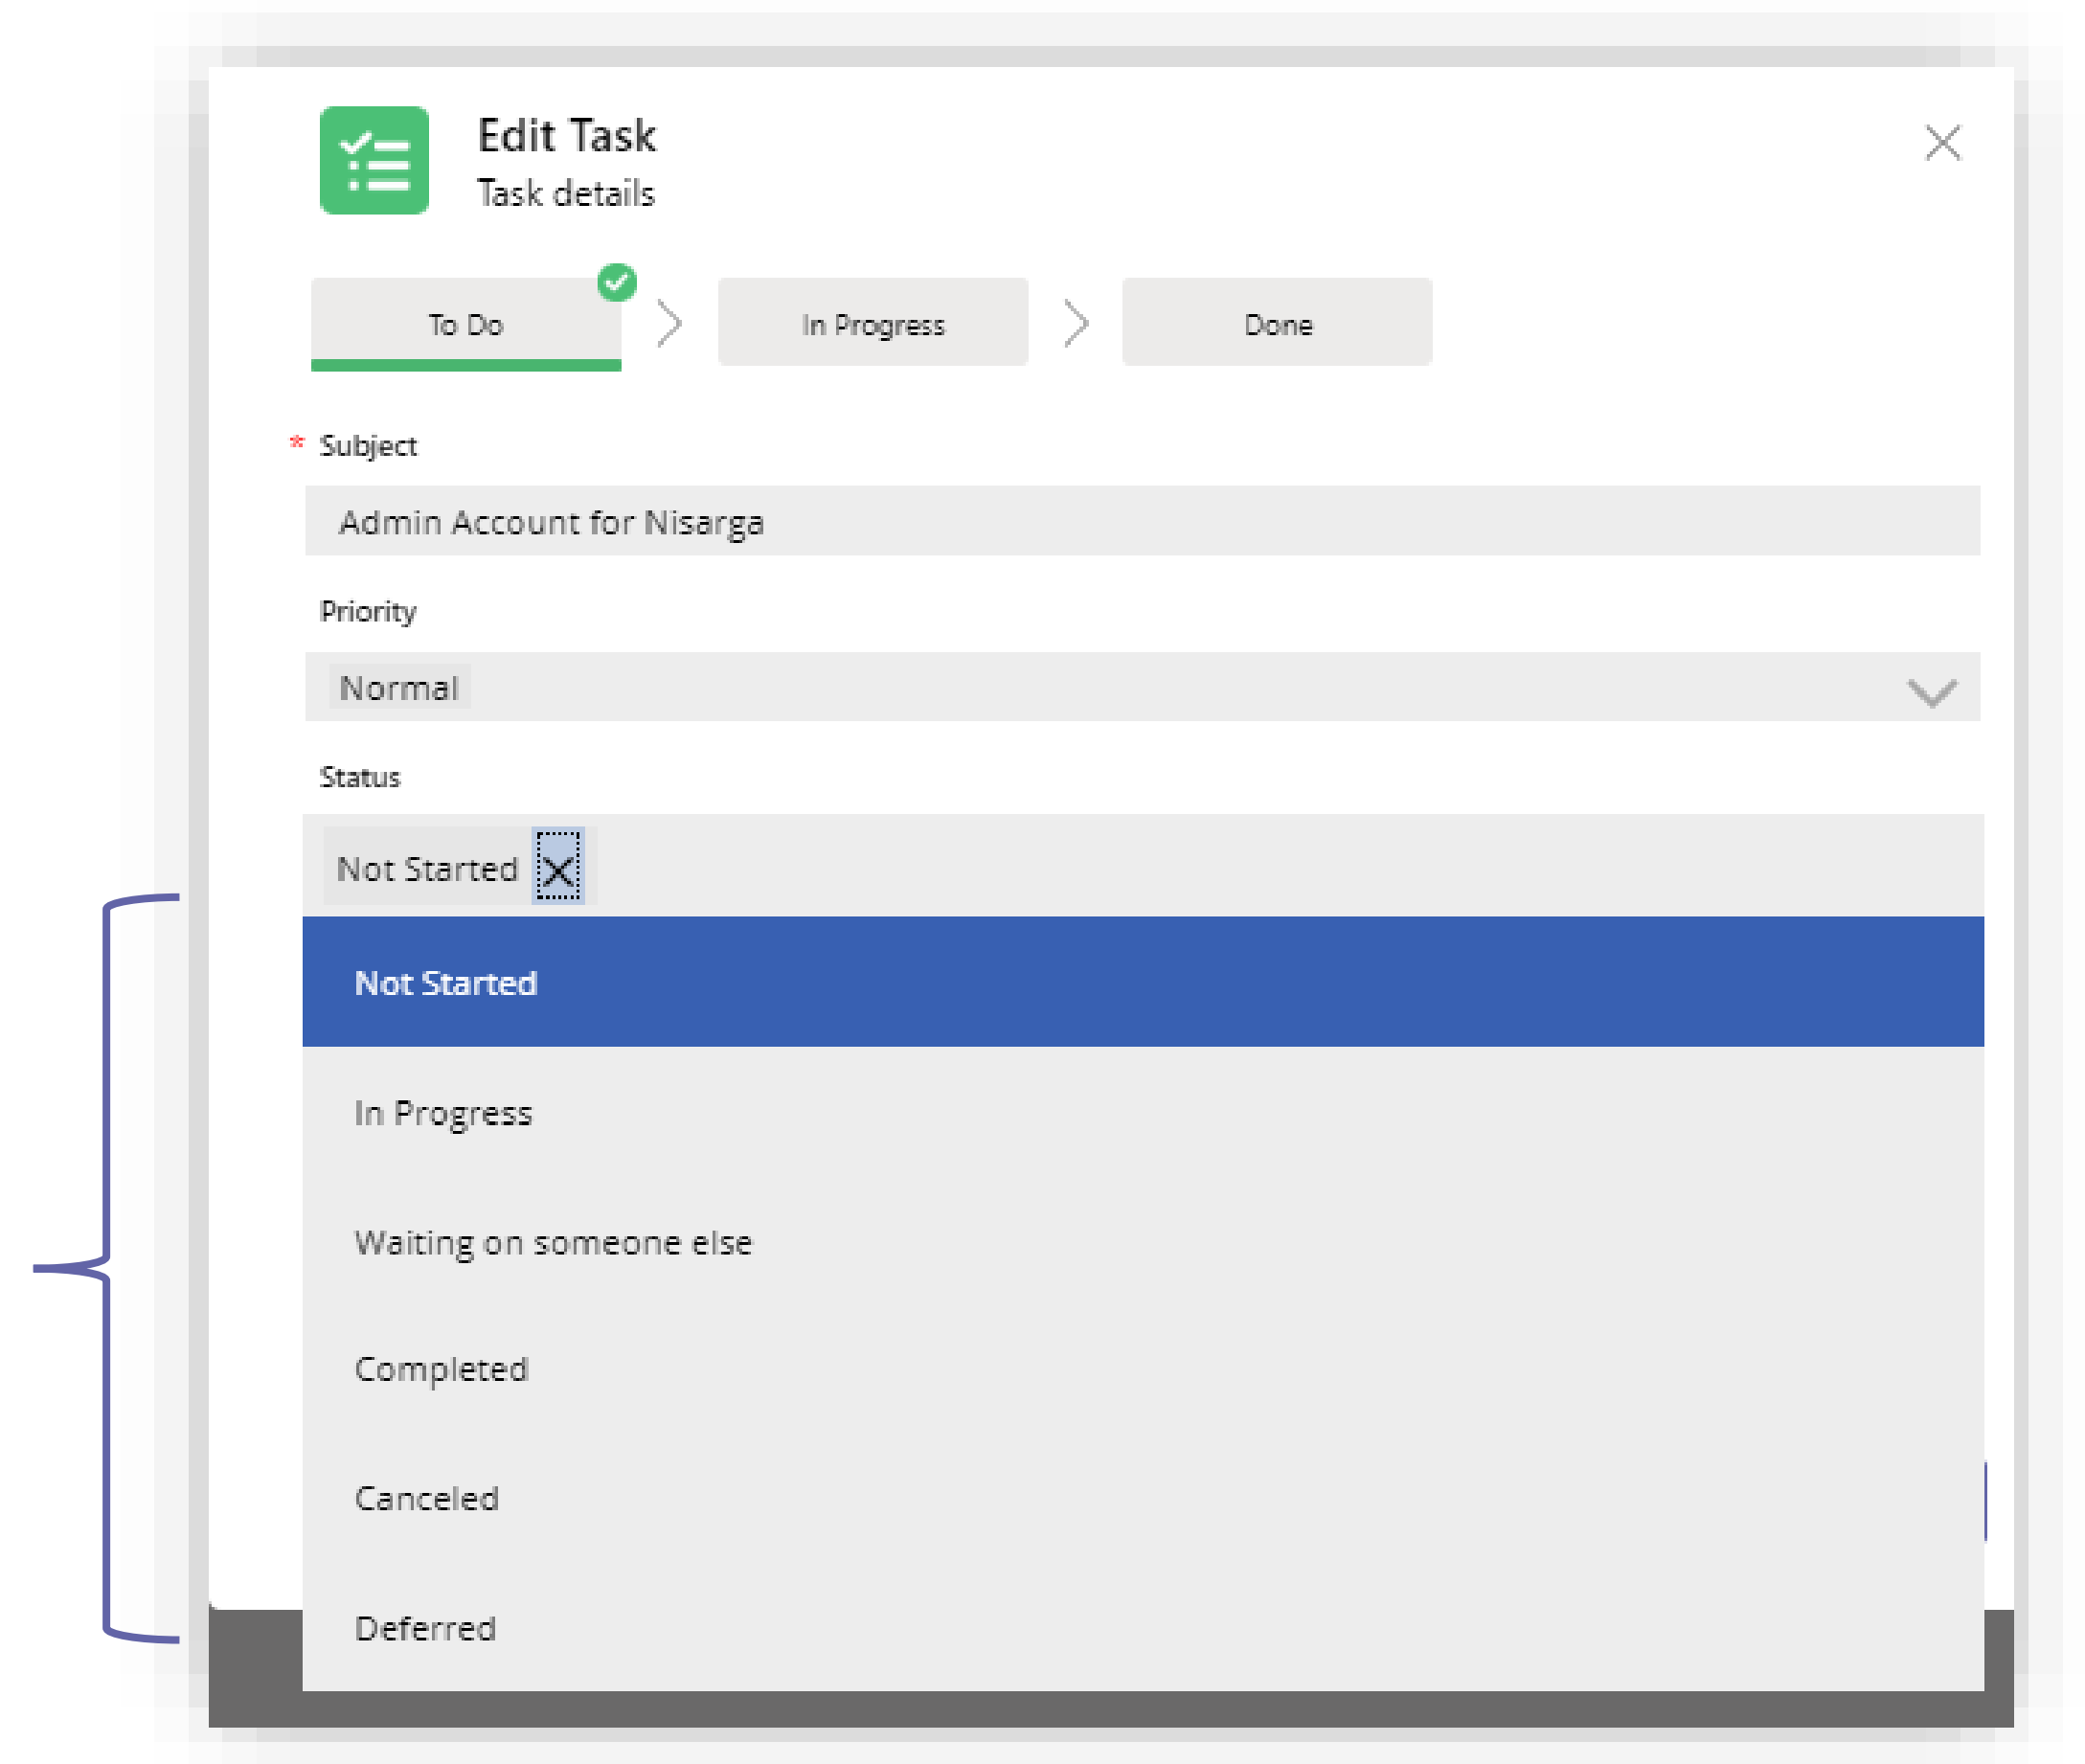 Edit Task
Task details
To Do
In Progress
Done
* Subject
Admin Account for Nisarga
Priority
Normal
Status
Not Started
Not Started
In Progress
Waiting on someone else
Completed
Canceled
Deferred